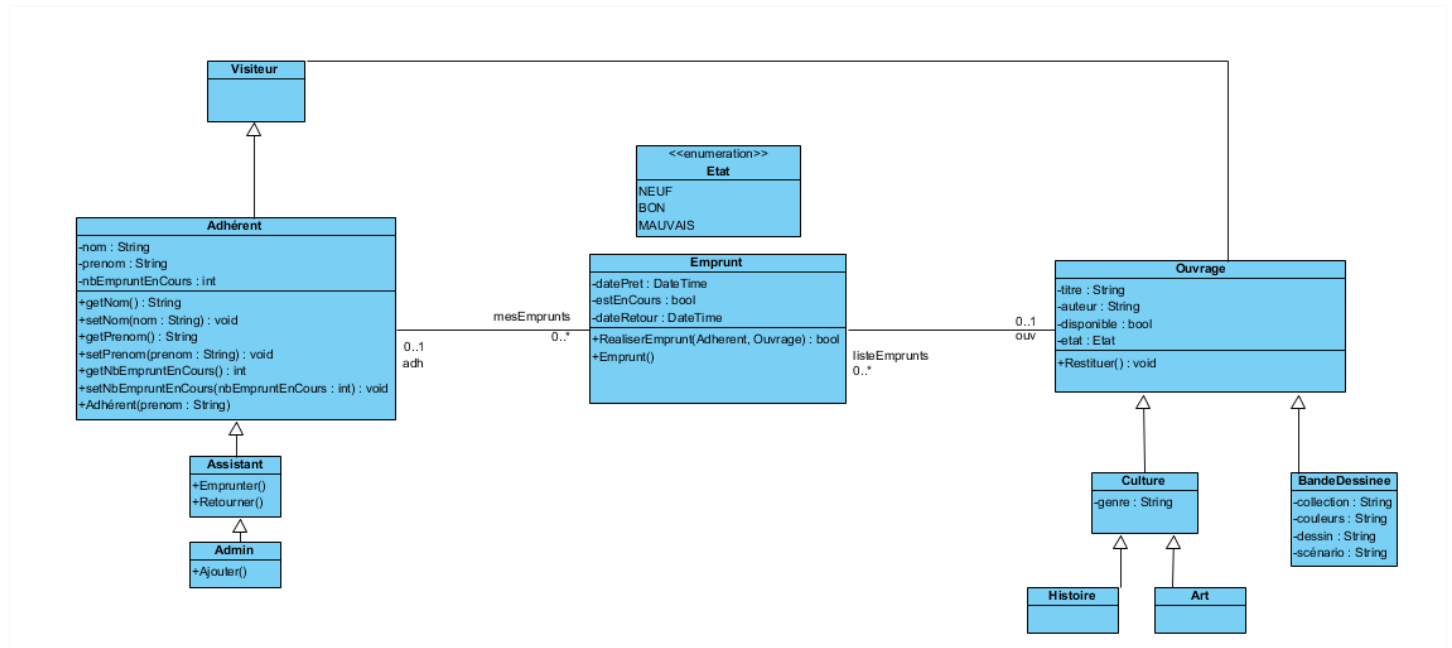 Visiteur
<<enumeration>>
Etat
NEUF
BON
MAUVAIS
Adhérent
-nom : String
-prenom : String
-nbEmpruntEnCours : int
+getNom() : String
+setNom(nom : String) : void
+getPrenom() : String
+setPrenom(prenom : String) : void
+getNbEmpruntEnCours() : int
+setNbEmpruntEnCours(nbEmpruntEnCours : int) : void
+Adhérent(prenom : String)
0..1
adh
mesEmprunts
0..*
Emprunt
-datePret : DateTime
-estEnCours : bool
-dateRetour : DateTime
+RealiserEmprunt(Adherent, Ouvrage) : bool
+Emprunt()
listeEmprunts
0..*
0..1
ouv
Ouvrage
-titre : String
-auteur : String
-disponible : bool
-etat : Etat
+Restituer() : void
Assistant
+Emprunter()
+Retourner()
Admin
+Ajouter()
Culture
-genre : String
BandeDessinee
-collection : String
-couleurs : String
-dessin : String
-scénario : String
Histoire
Art